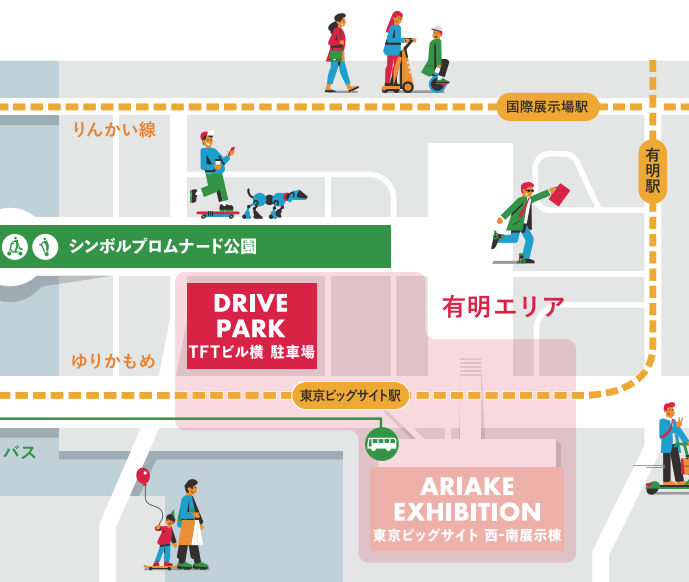 国際展示場駅
りんかい線
有明駅
シンボルプロムナード公園
DRIVE
PARK
TFTビル横 駐車場
有明エリア
ゆりかもめ
東京ビッグサイト駅
バス
ARIAKE
EXHIBITION
東京ビッグサイト 西-南展示棟